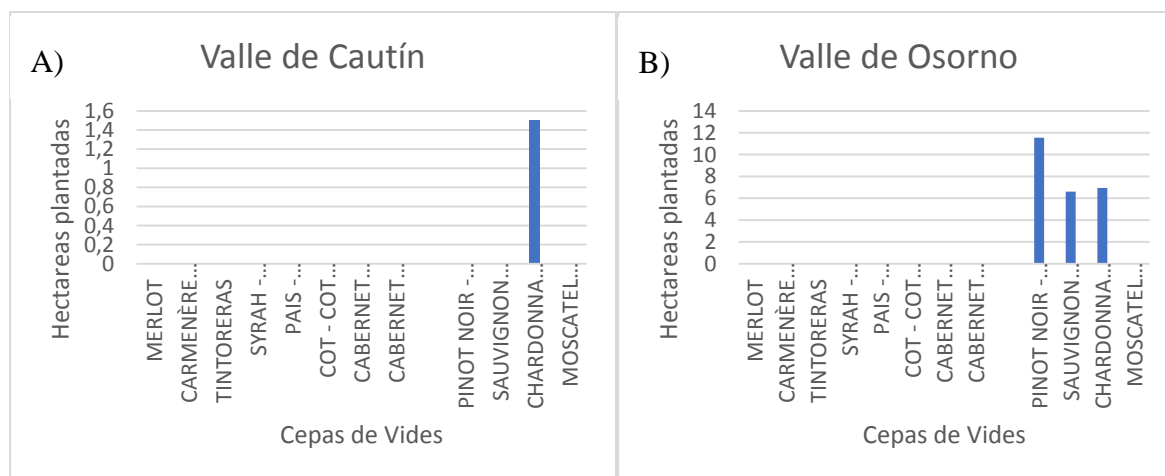 A)
Valle de Cautín
Hectareas plantadas
1,6
1,4
1,2
1
0,8
0,6
0,4
0,2
0
MERLOT
CARMENÈRE…
TINTORERAS
SYRAH -…
PAIS -…
COT - COT…
CABERNET…
CABERNET…
PINOT NOIR -…
SAUVIGNON…
CHARDONNA…
MOSCATEL…
Cepas de Vides
B)
Valle de Osorno
Hectareas plantadas
14
12
10
8
6
4
2
0
MERLOT
CARMENÈRE…
TINTORERAS
SYRAH -…
PAIS -…
COT - COT…
CABERNET…
CABERNET…
PINOT NOIR -…
SAUVIGNON…
CHARDONNA…
MOSCATEL…
Cepas de Vides